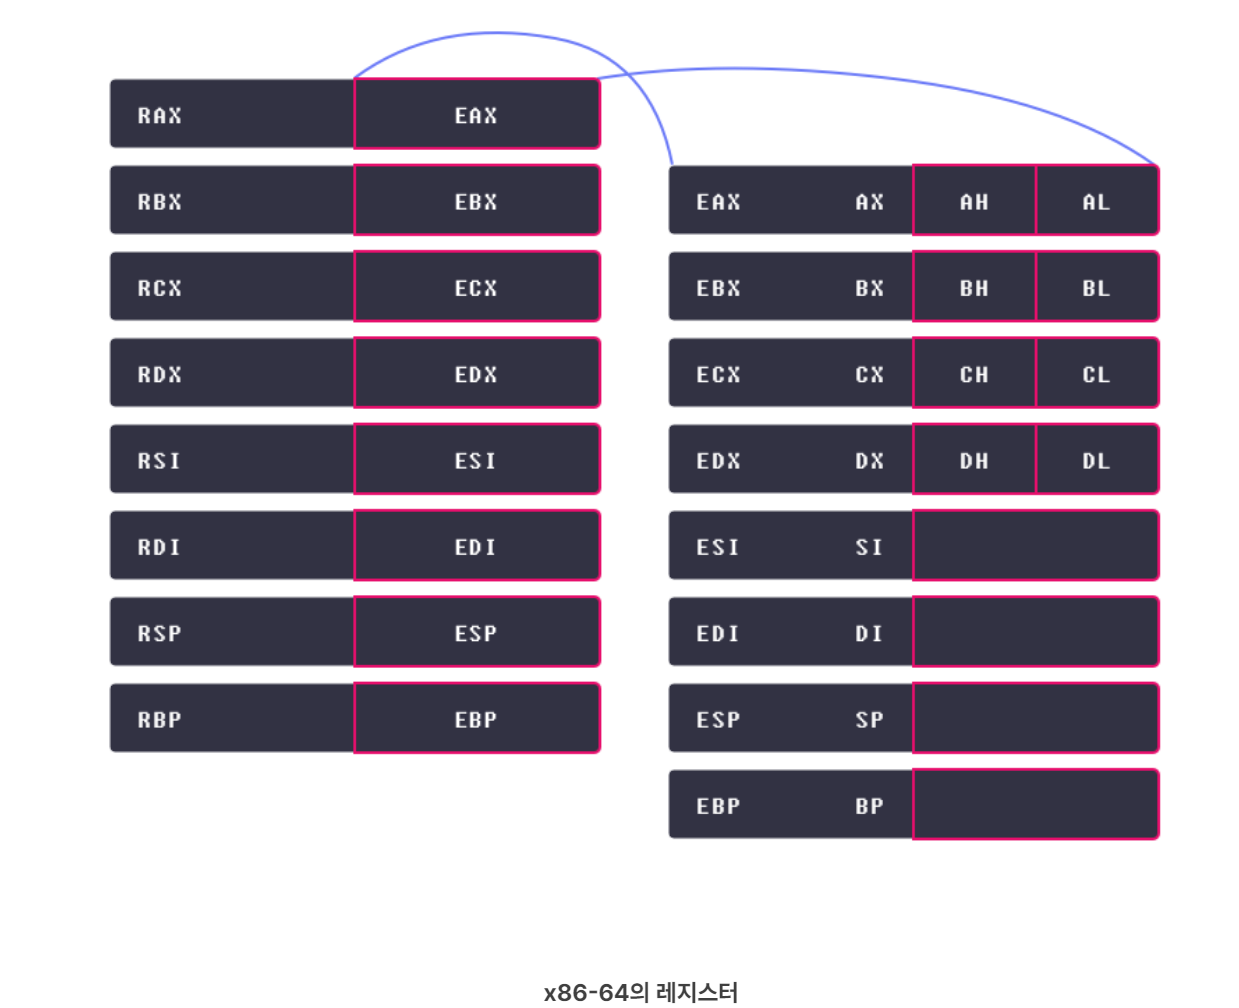 RAX EAX
RBX EBX
RCX ECX
RDX EDX
RSI ESI
RDI EDI
RSP ESP
RBP EBP
EAX AX AH AL
EBX BX BH BL
ECX CX CH CL
EDX DX DH DL
ESI SI
EDI DI
ESP SP
EBP BP
x86-64의 레지스터